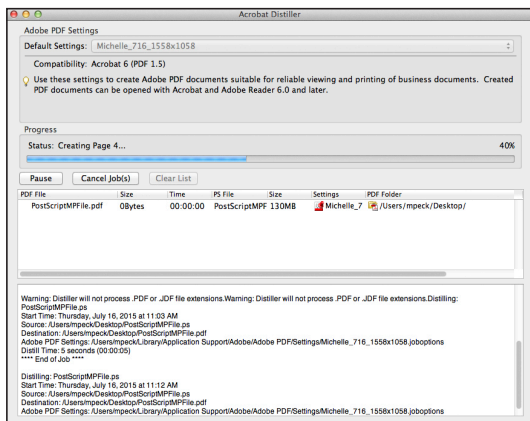 Acrobat Distiller
Adobe PDF Settings
Default Settings: Michelle_716_1558x1058
Compatibility: Acrobat 6 (PDF 1.5)
Use these settings to create Adobe PDF documents suitable for reliable viewing and printing of business documents. Created
PDF documents can be opened with Acrobat and Adobe Reader 6.0 and later.
Progress
Status: Creating Page 4... 40%
Pause Cancel Job(s) Clear List
PDF File Size Time PS File Size Settings PDF Folder
PostScriptMPFile.pdf 0Bytes 00:00:00 PostScriptMPF 130MB Michelle_7 /Users/mpeck/Desktop/
Warning: Distiller will not process .PDF or .JDF file extensions.Warning: Distiller will not process .PDF or .JDF file extensions.Distilling:
PostScriptMPFile.ps
Start Time: Thursday, July 16, 2015 at 11:03 AM
Source: /Users/mpeck/Desktop/PostScriptMPFile.ps
Destination: /Users/mpeck/Desktop/PostScriptMPFile.pdf
Adobe PDF Settings: /Users/mpeck/Library/Application Support/Adobe/Adobe PDF/Settings/Michelle_716_1558x1058.joboptions
Distill Time: 5 seconds (00:00:05)
**** End of Job ****
Distilling: PostScriptMPFile.ps
Start Time: Thursday, July 16, 2015 at 11:12 AM
Source: /Users/mpeck/Desktop/PostScriptMPFile.ps
Destination: /Users/mpeck/Desktop/PostScriptMPFile.pdf
Adobe PDF Settings: /Users/mpeck/Library/Application Support/Adobe/Adobe PDF/Settings/Michelle_716_1558x1058.joboptions